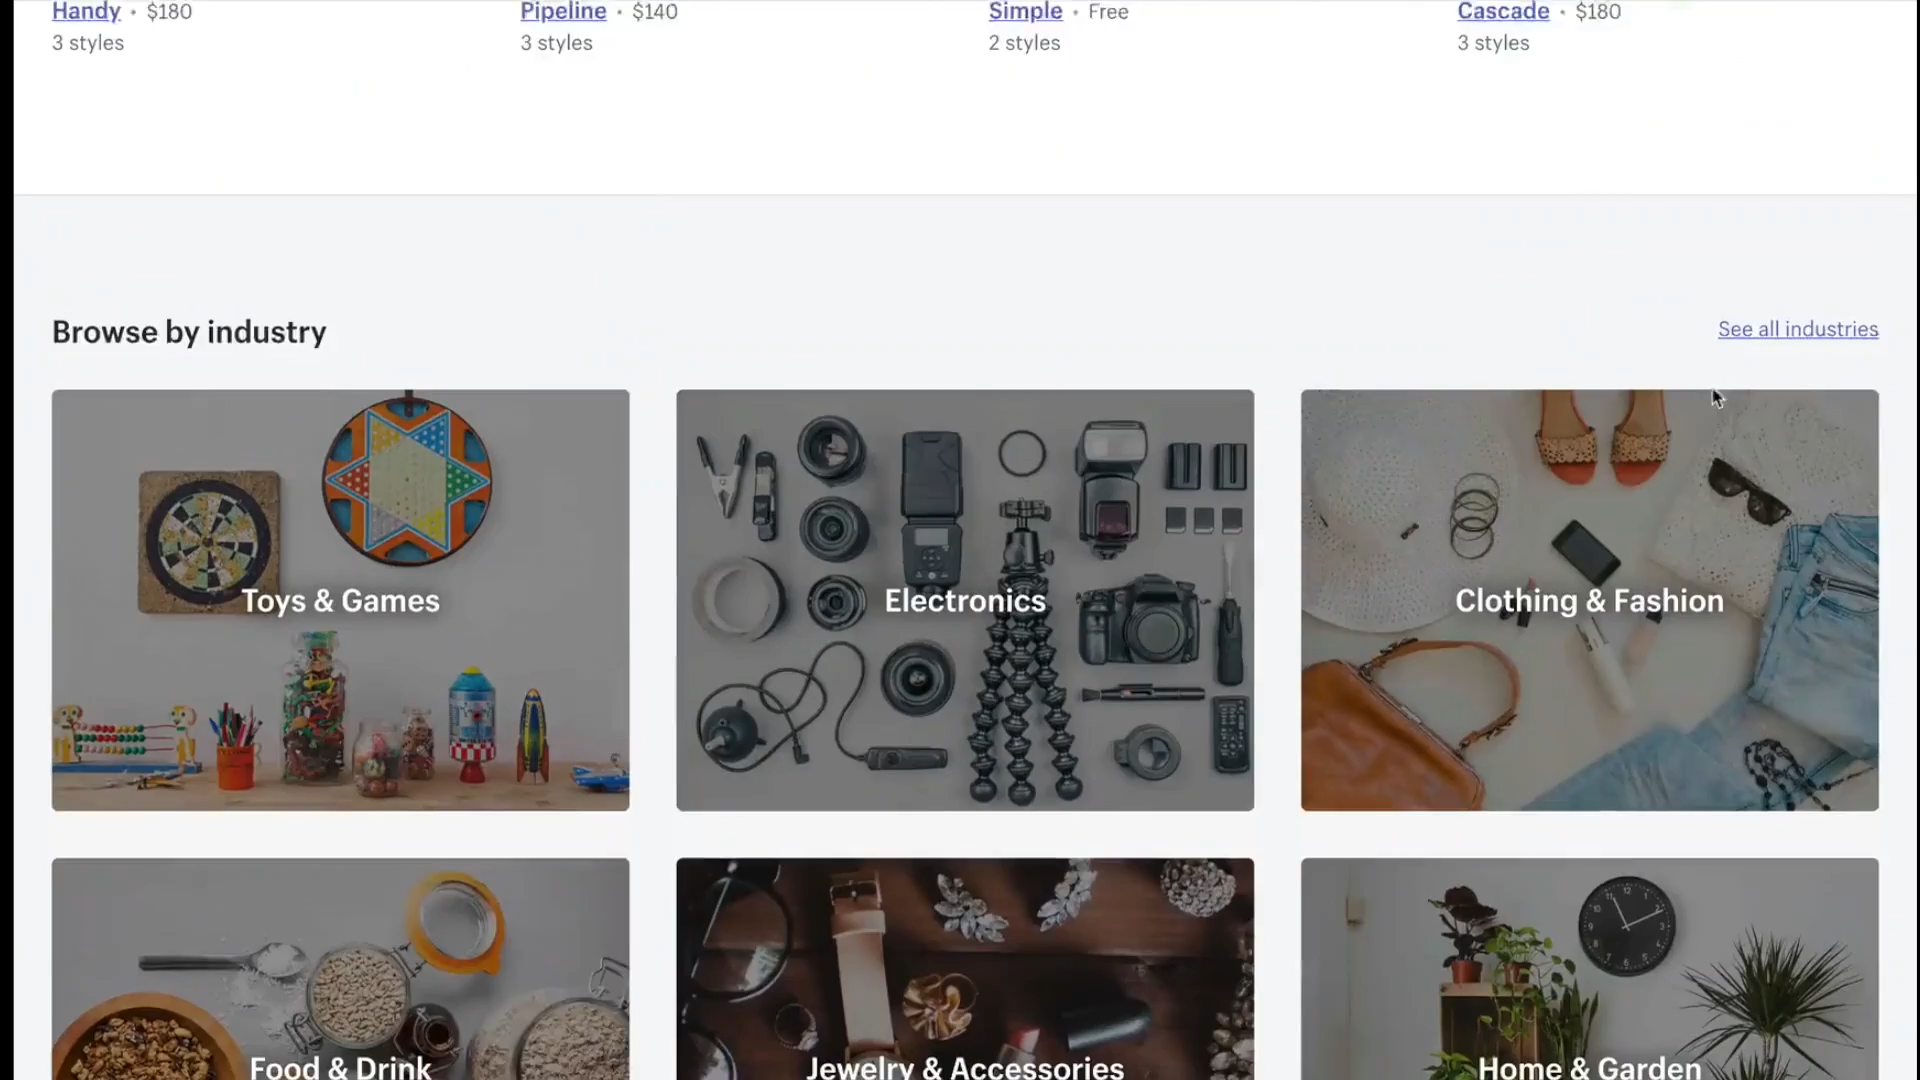 Handy · $180
3 styles
Pipeline · $140
3 styles
Simple · Free
2 styles
Cascade · $180
3 styles
Browse by industry
See all industries
Toys & Games
Electronics
Clothing & Fashion
Food & Drink
Jewelry & Accessories
Home & Garden